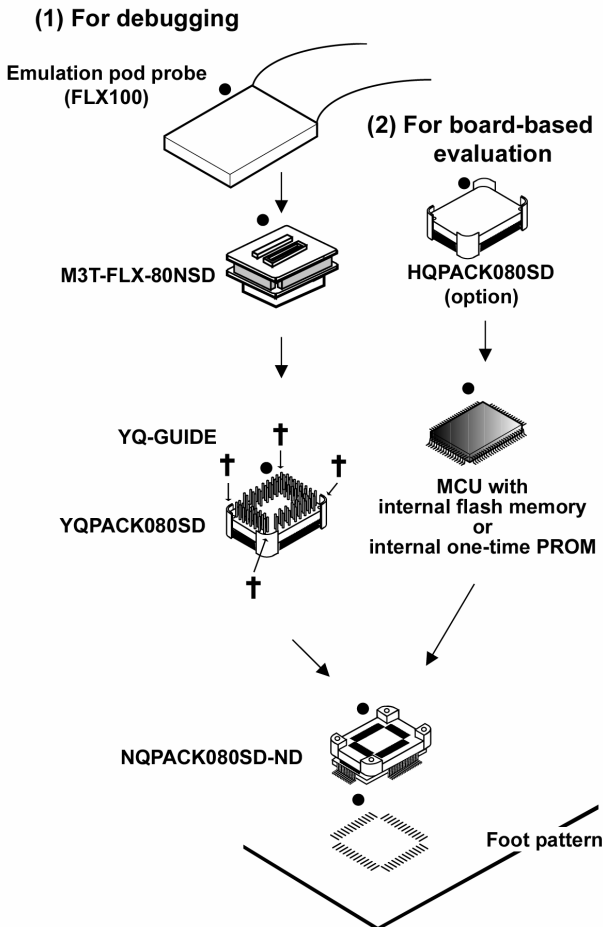 (1) For debugging
Emulation pod probe
(FLX100)
M3T-FLX-80NSD
YQ-GUIDE
YQPACK080SD
(2) For board-based
evaluation
HQPACK080SD
(option)
MCU with
internal flash memory
or
internal one-time PROM
NQPACK080SD-ND
Foot pattern